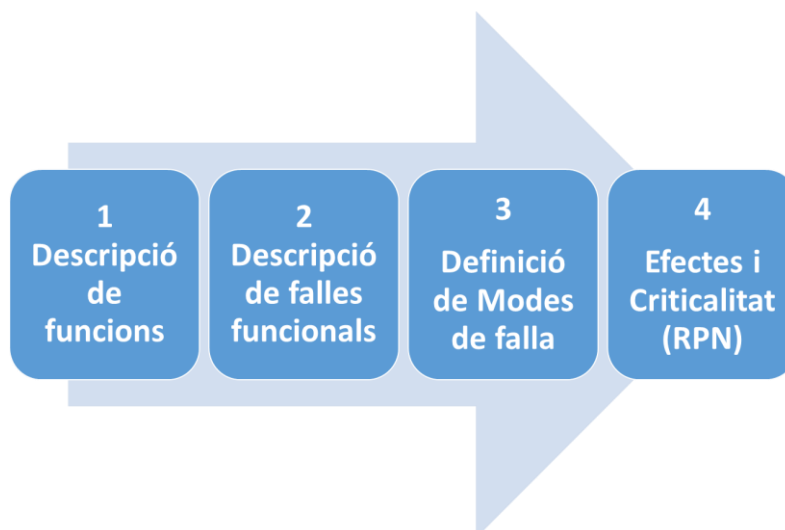 1
Descripció
de
funcions
2
Descripció
de falles
funcionals
3
Definició
de Modes
de falla
4
Efectes i
Criticalitat
(RPN)